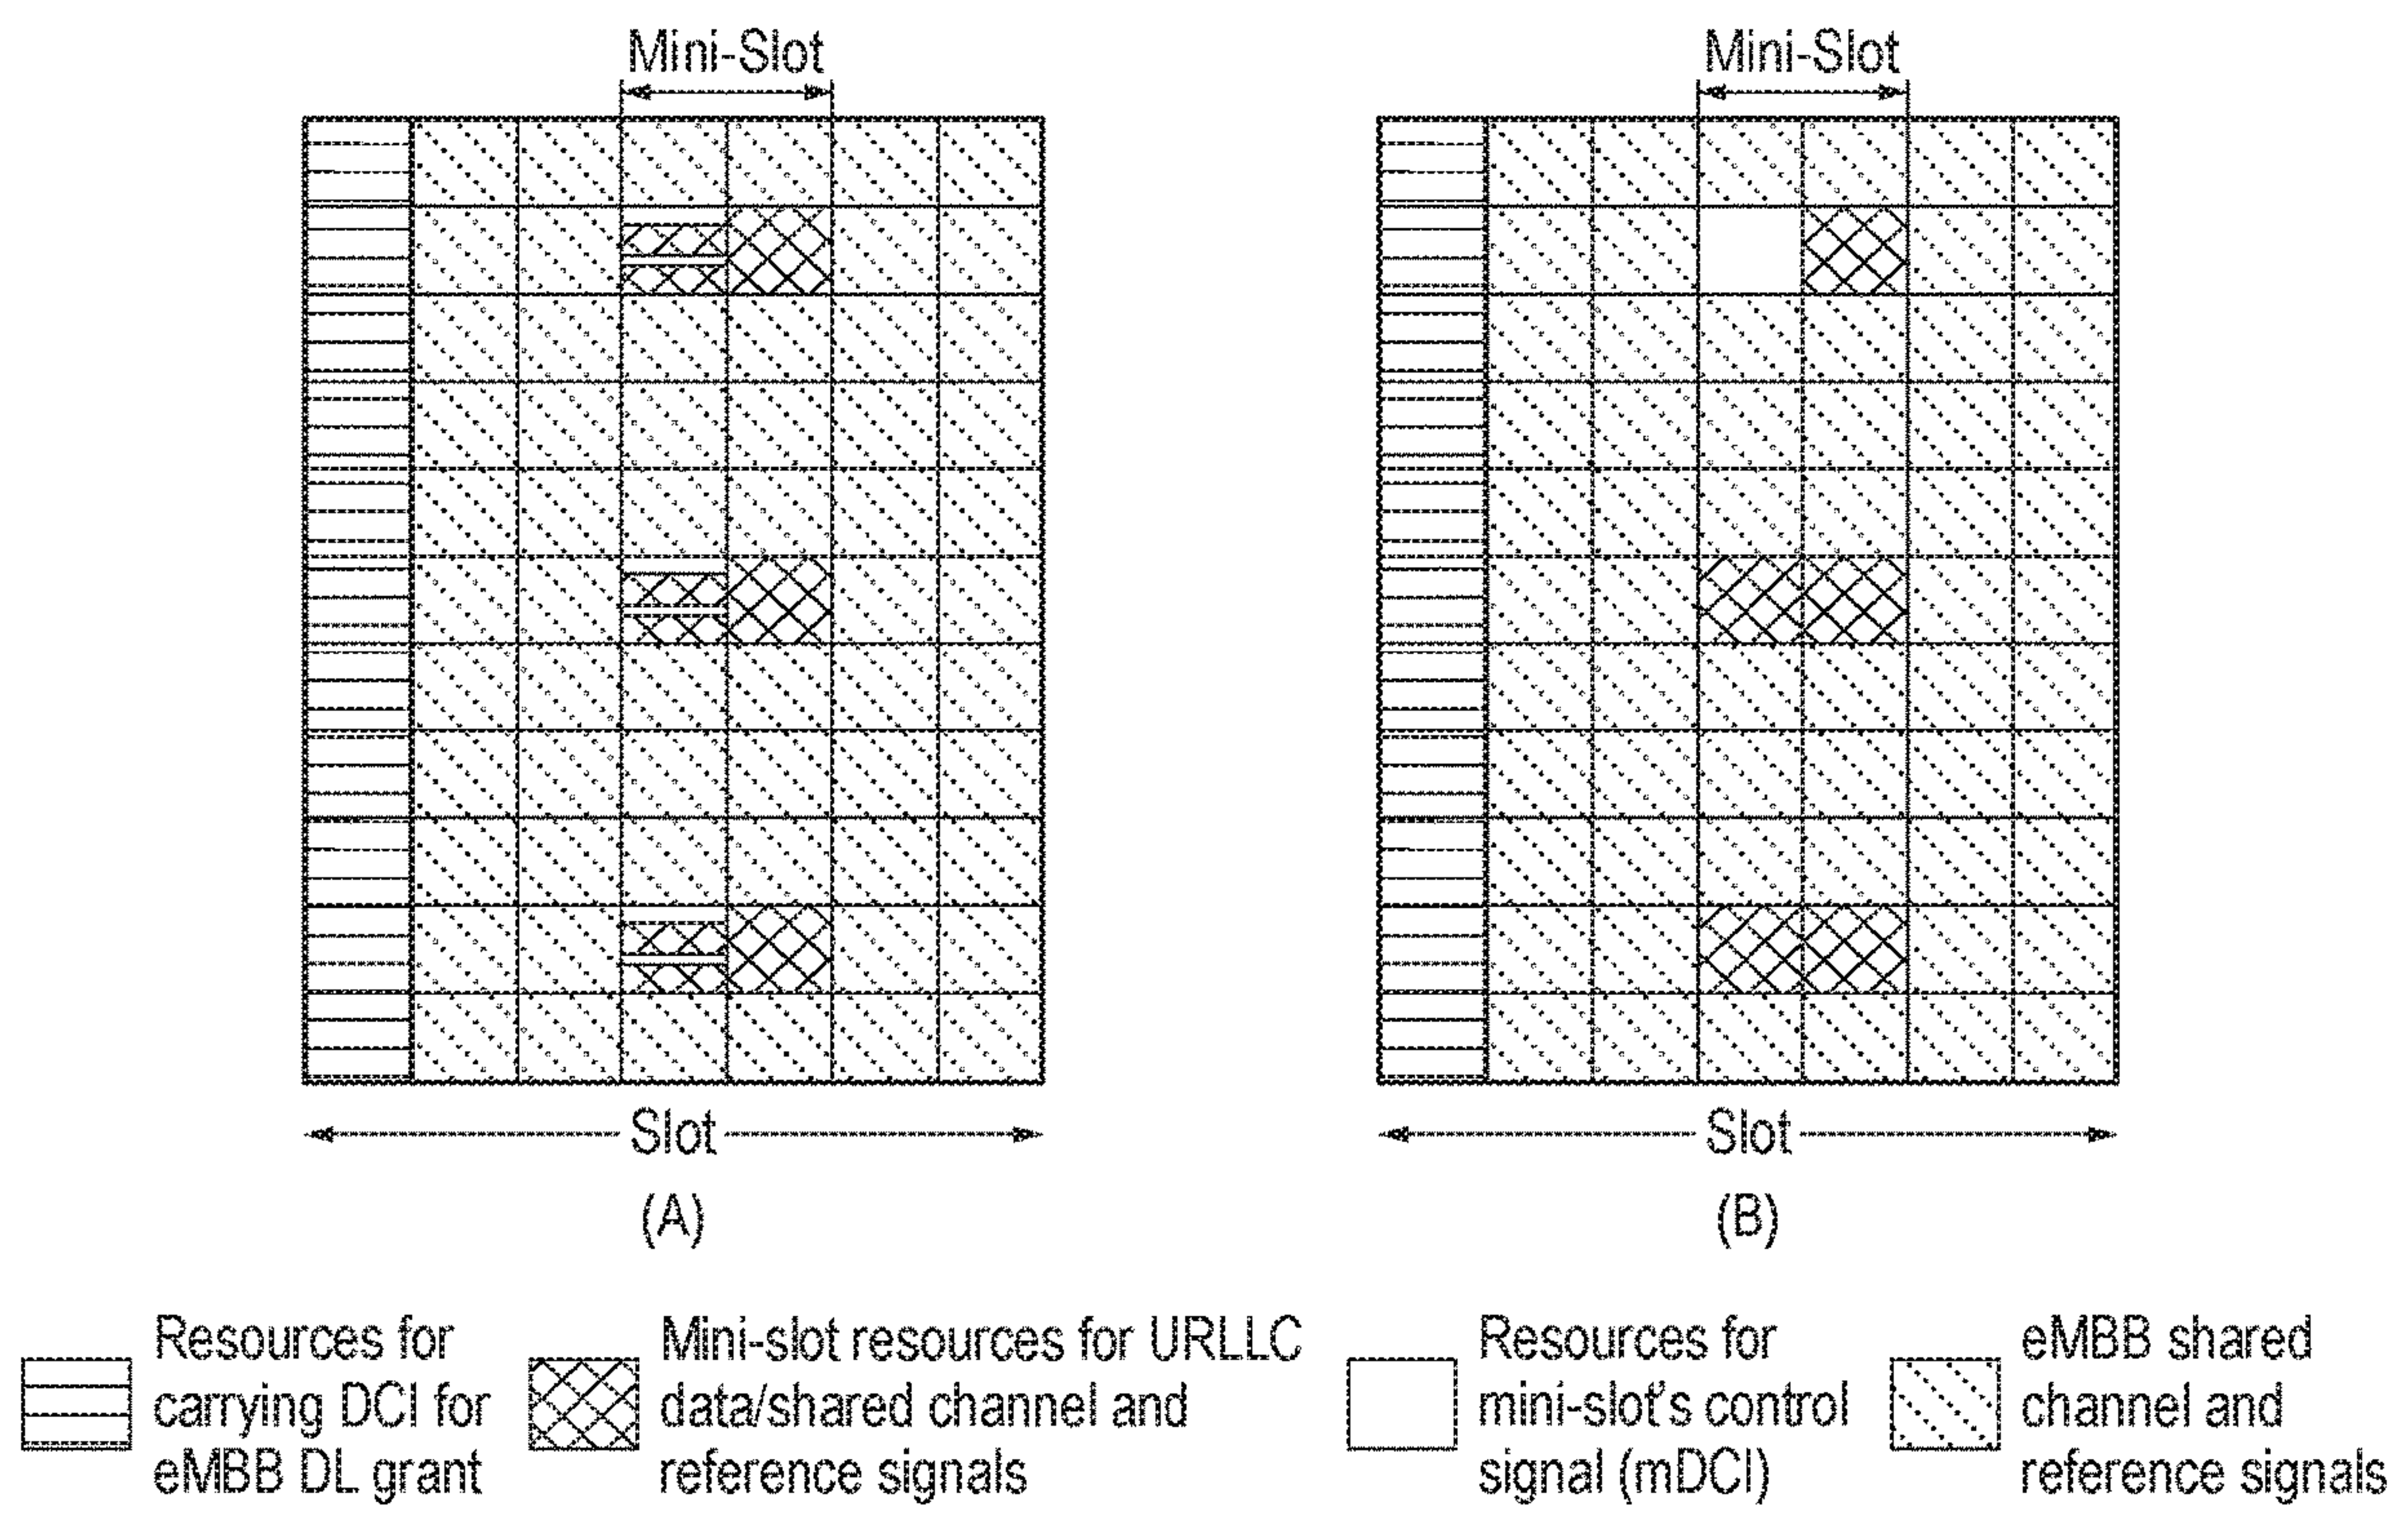 Mini-Slot
Mini-Slot
Slot
Slot
(A)
(B)
Resources for
carrying DCI for
eMBB DL grant
Mini-slot resources for URLLC
data/shared channel and
reference signals
Resources for
mini-slot's control
signal (mDCI)
eMBB shared
channel and
reference signals